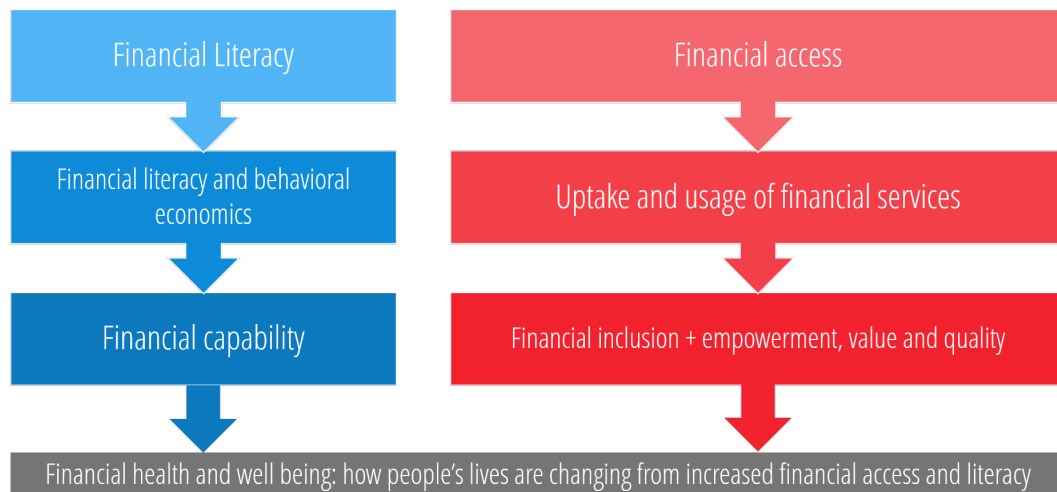 Financial Literacy
Financial literacy and behavioral
economics
Financial capability
Financial access
Uptake and usage of financial services
Financial inclusion + empowerment, value and quality
Financial health and well being: how people's lives are changing from increased financial access and literacy